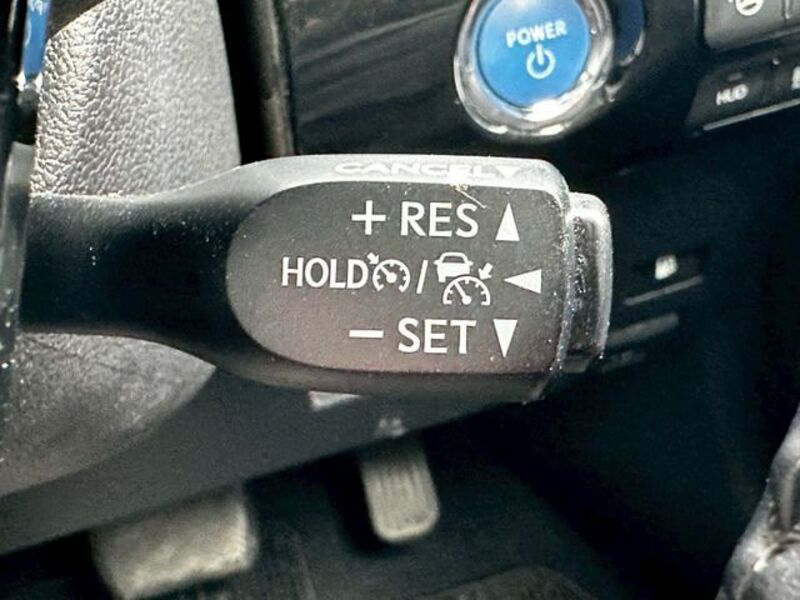 POWER
HUD
CANCEL
+ RES
HOLD /
− SET